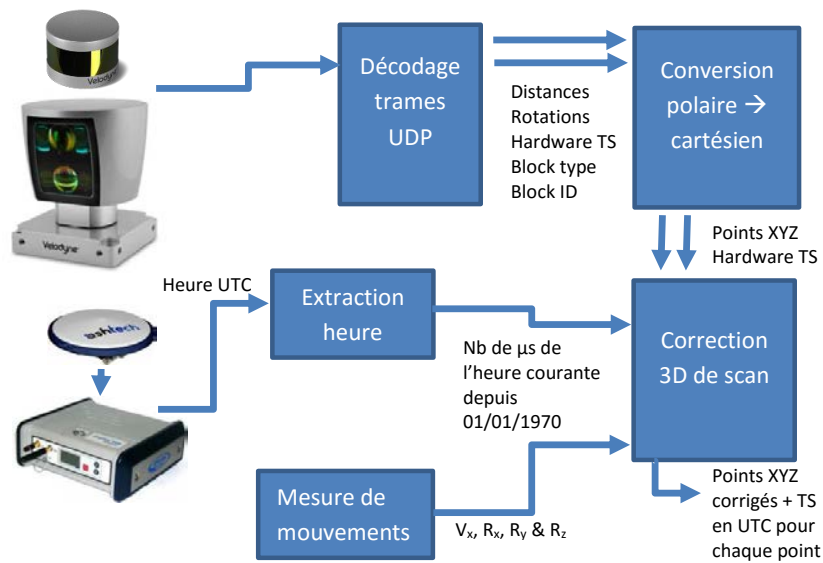 Velodyne
Décodage
trames
UDP
Distances
Rotations
Hardware TS
Block type
Block ID
Conversion
polaire →
cartésien
Velodyne
Points XYZ
Hardware TS
Heure UTC
Extraction
heure
ashtech
Nb de µs de
l'heure courante
depuis
01/01/1970
Correction
3D de scan
Mesure de
mouvements
Vx, Rx, Ry & Rz
Points XYZ
corrigés + TS
en UTC pour
chaque point